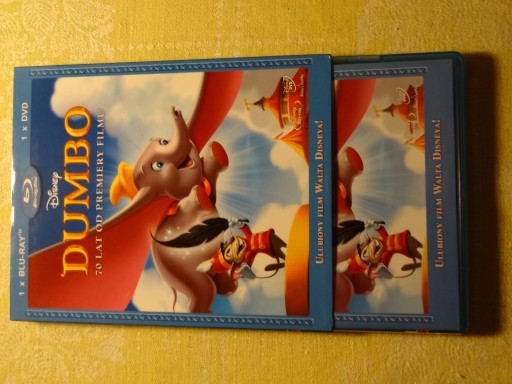 1 x BLU-RAY™
1 x DVD
DISNEY
DUMBO
70 LAT OD PREMIERY FILMU
ULUBIONY FILM WALTA DISNEYA!
ULUBIONY FILM WALTA DISNEYA!